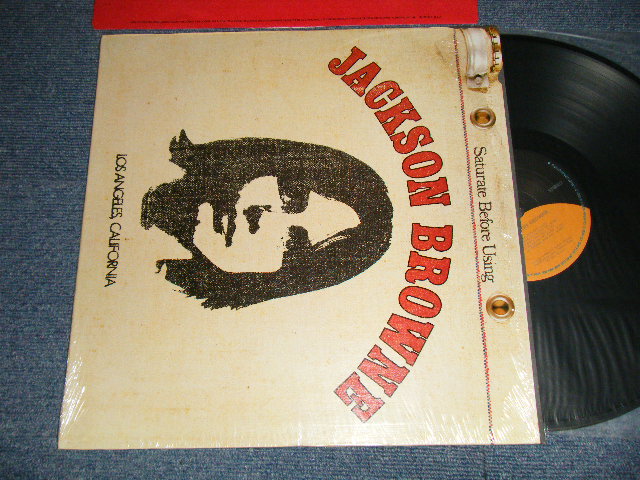 Saturate Before Using
JACKSON BROWNE
LOS ANGELES, CALIFORNIA